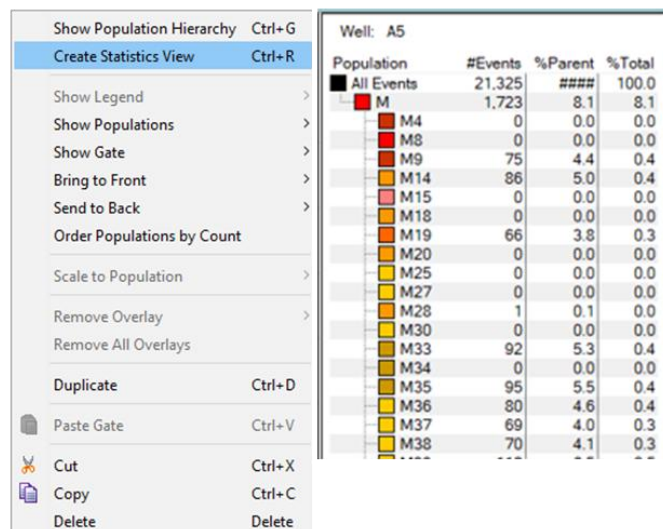 Show Population Hierarchy Ctrl+G
Create Statistics View Ctrl+R
Show Legend
Show Populations
Show Gate
Bring to Front
Send to Back
Order Populations by Count
Scale to Population
Remove Overlay
Remove All Overlays
Duplicate Ctrl+D
Paste Gate Ctrl+V
Cut Ctrl+X
Copy Ctrl+C
Delete Delete
Well: A5
Population #Events %Parent %Total
All Events 21,325 #### 100.0
M 1,723 8.1 8.1
M4 0 0.0 0.0
M8 0 0.0 0.0
M9 75 4.4 0.4
M14 86 5.0 0.4
M15 0 0.0 0.0
M18 0 0.0 0.0
M19 66 3.8 0.3
M20 0 0.0 0.0
M25 0 0.0 0.0
M27 0 0.0 0.0
M28 1 0.1 0.0
M30 0 0.0 0.0
M33 92 5.3 0.4
M34 0 0.0 0.0
M35 95 5.5 0.4
M36 80 4.6 0.4
M37 69 4.0 0.3
M38 70 4.1 0.3